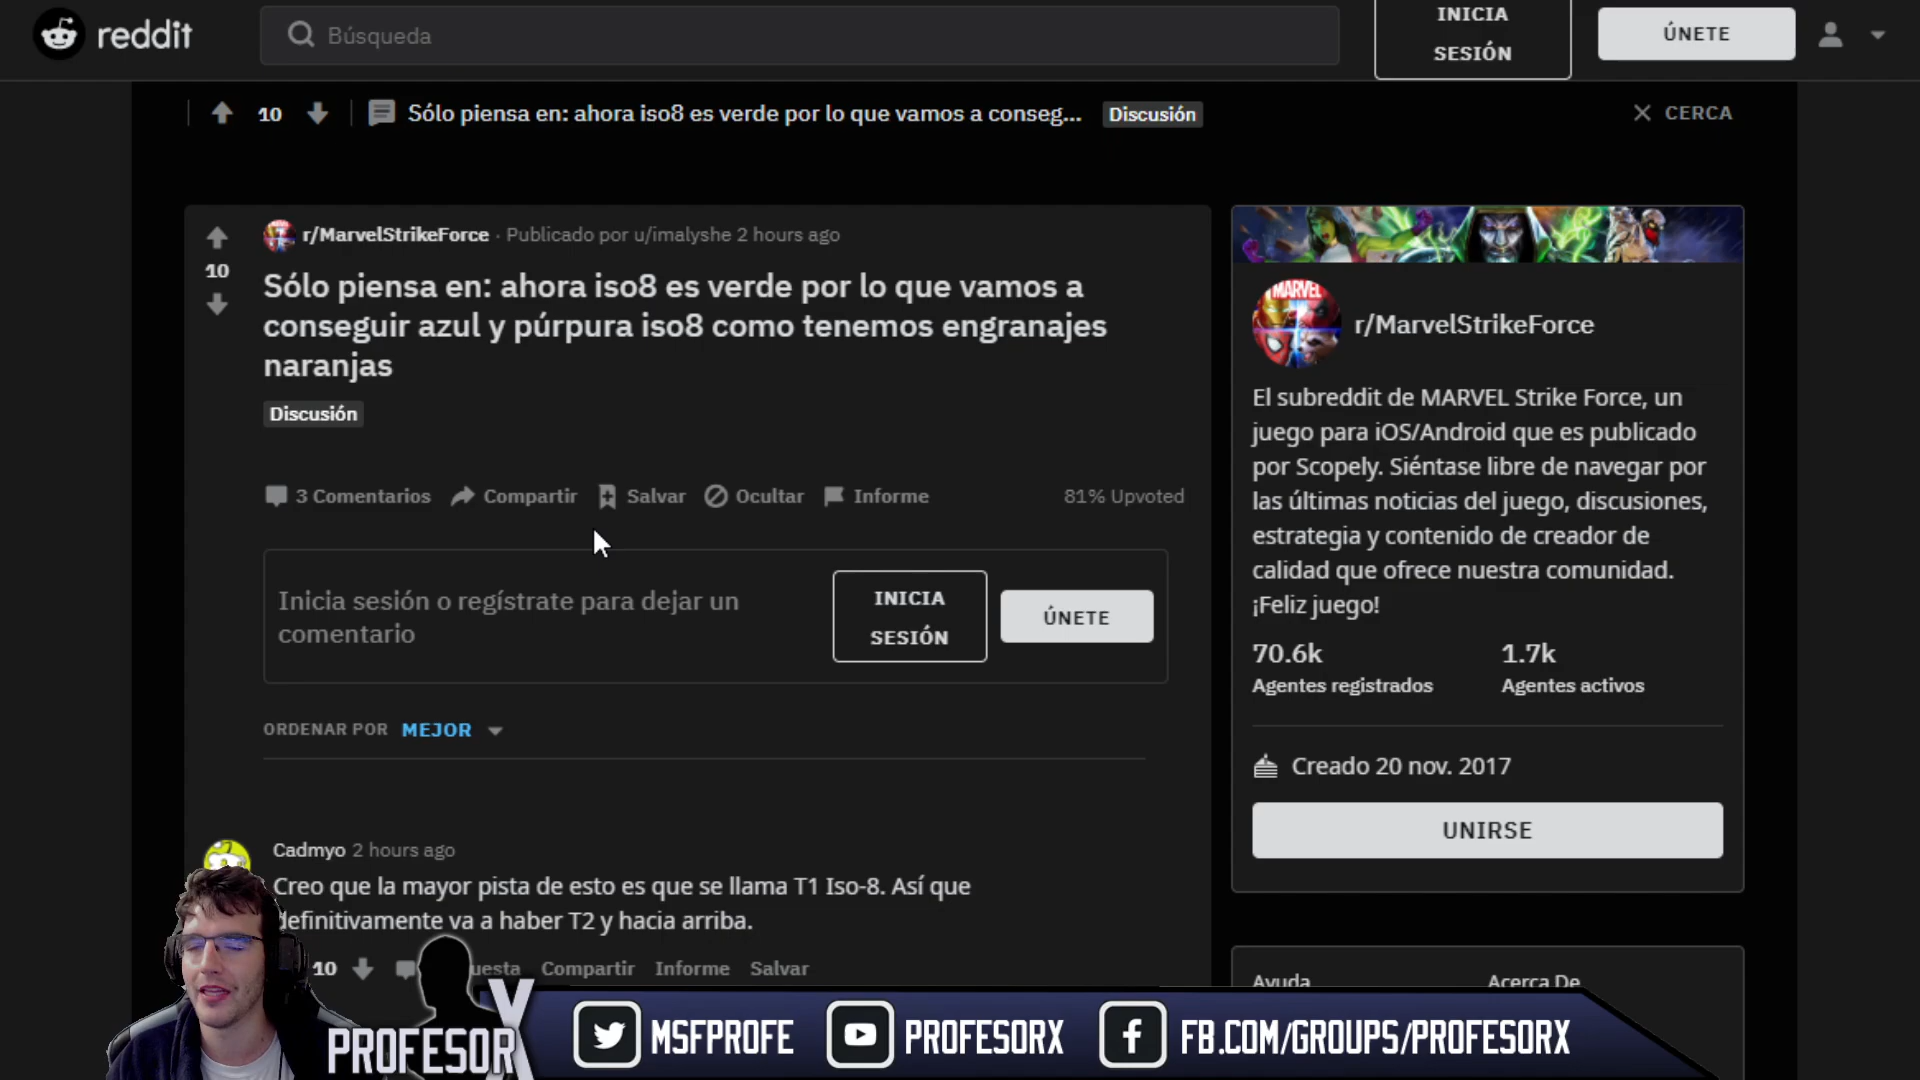 reddit
Búsqueda
INICIA
SESIÓN
ÚNETE
10
Sólo piensa en: ahora iso8 es verde por lo que vamos a conseg...
Discusión
CERCA
r/MarvelStrikeForce · Publicado por u/imalyshe 2 hours ago
10
Sólo piensa en: ahora iso8 es verde por lo que vamos a
conseguir azul y púrpura iso8 como tenemos engranajes
naranjas
Discusión
3 Comentarios Compartir Salvar Ocultar Informe 81% Upvoted
Inicia sesión o regístrate para dejar un
comentario
INICIA
SESIÓN
ÚNETE
ORDENAR POR MEJOR
Cadmyo 2 hours ago
Creo que la mayor pista de esto es que se llama T1 Iso-8. Así que
definitivamente va a haber T2 y hacia arriba.
10 uesta Compartir Informe Salvar
MARVEL
r/MarvelStrikeForce
El subreddit de MARVEL Strike Force, un
juego para iOS/Android que es publicado
por Scopely. Siéntase libre de navegar por
las últimas noticias del juego, discusiones,
estrategia y contenido de creador de
calidad que ofrece nuestra comunidad.
¡Feliz juego!
70.6k 1.7k
Agentes registrados Agentes activos
Creado 20 nov. 2017
UNIRSE
Ayuda Acerca De
PROFESOR X
MSFPROFE PROFESORX FB.COM/GROUPS/PROFESORX